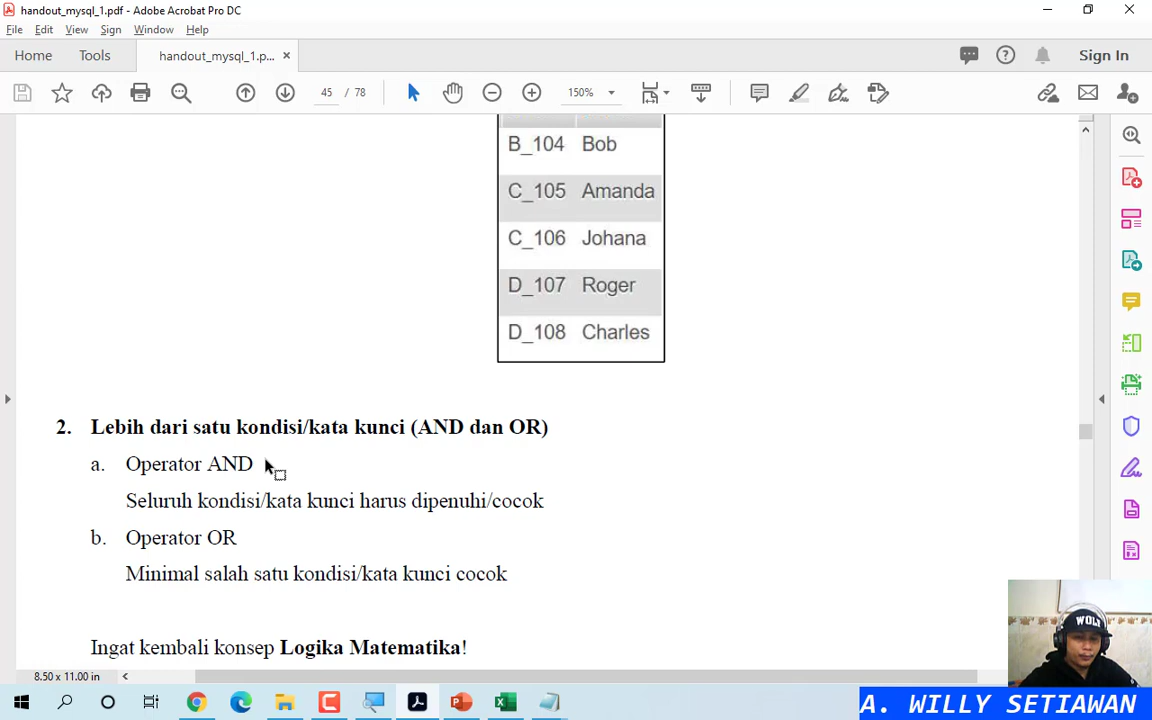 handout_mysql_1.pdf - Adobe Acrobat Pro DC
File Edit View Sign Window Help
Home Tools handout_mysql_1.p... × Sign In
45 / 78 150%
B_104 Bob
C_105 Amanda
C_106 Johana
D_107 Roger
D_108 Charles
2. Lebih dari satu kondisi/kata kunci (AND dan OR)
a. Operator AND
Seluruh kondisi/kata kunci harus dipenuhi/cocok
b. Operator OR
Minimal salah satu kondisi/kata kunci cocok
Ingat kembali konsep Logika Matematika!
8.50 x 11.00 in
WOLF
A. WILLY SETIAWAN